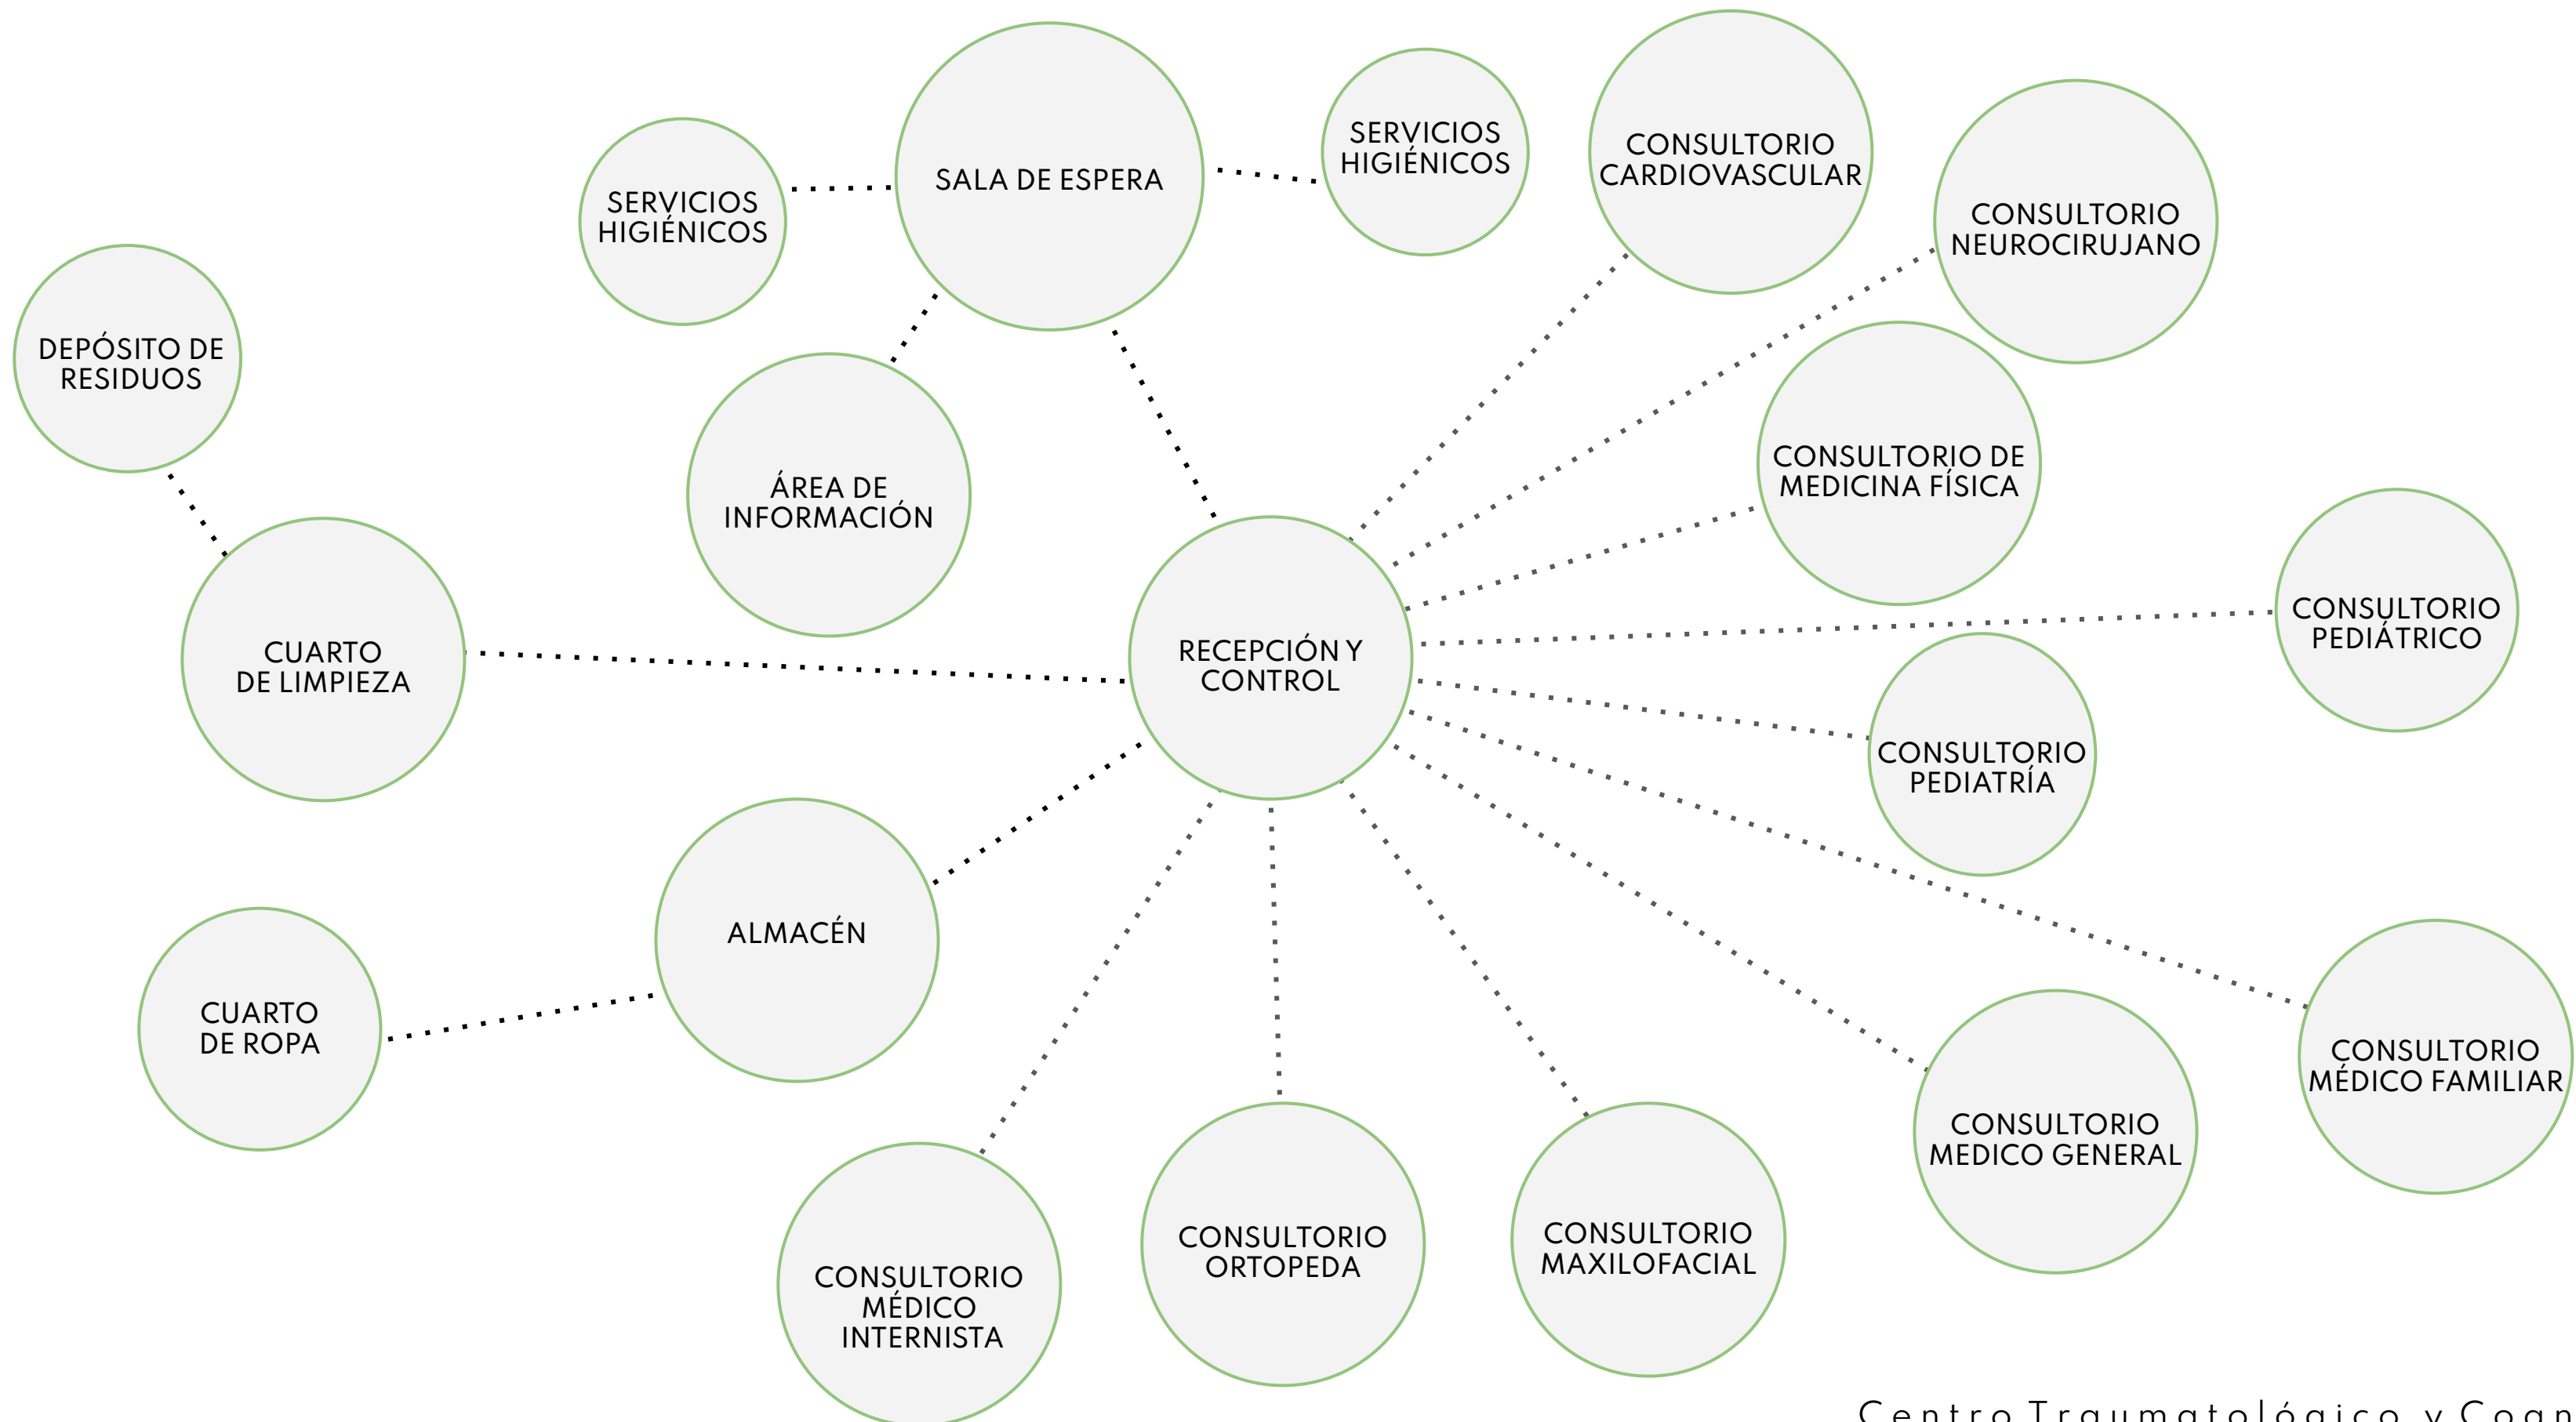 CONSULTORIO
CARDIOVASCULAR
SERVICIOS
HIGIÉNICOS
SALA DE ESPERA
SERVICIOS
HIGIÉNICOS
CONSULTORIO
NEUROCIRUJANO
DEPÓSITO DE
RESIDUOS
CONSULTORIO DE
MEDICINA FÍSICA
ÁREA DE
INFORMACIÓN
CONSULTORIO
PEDIÁTRICO
CUARTO
DE LIMPIEZA
RECEPCIÓN Y
CONTROL
CONSULTORIO
PEDIATRÍA
ALMACÉN
CUARTO
DE ROPA
CONSULTORIO
MÉDICO FAMILIAR
CONSULTORIO
MEDICO GENERAL
CONSULTORIO
MÉDICO
INTERNISTA
CONSULTORIO
ORTOPEDA
CONSULTORIO
MAXILOFACIAL
Centro Traumatológico y